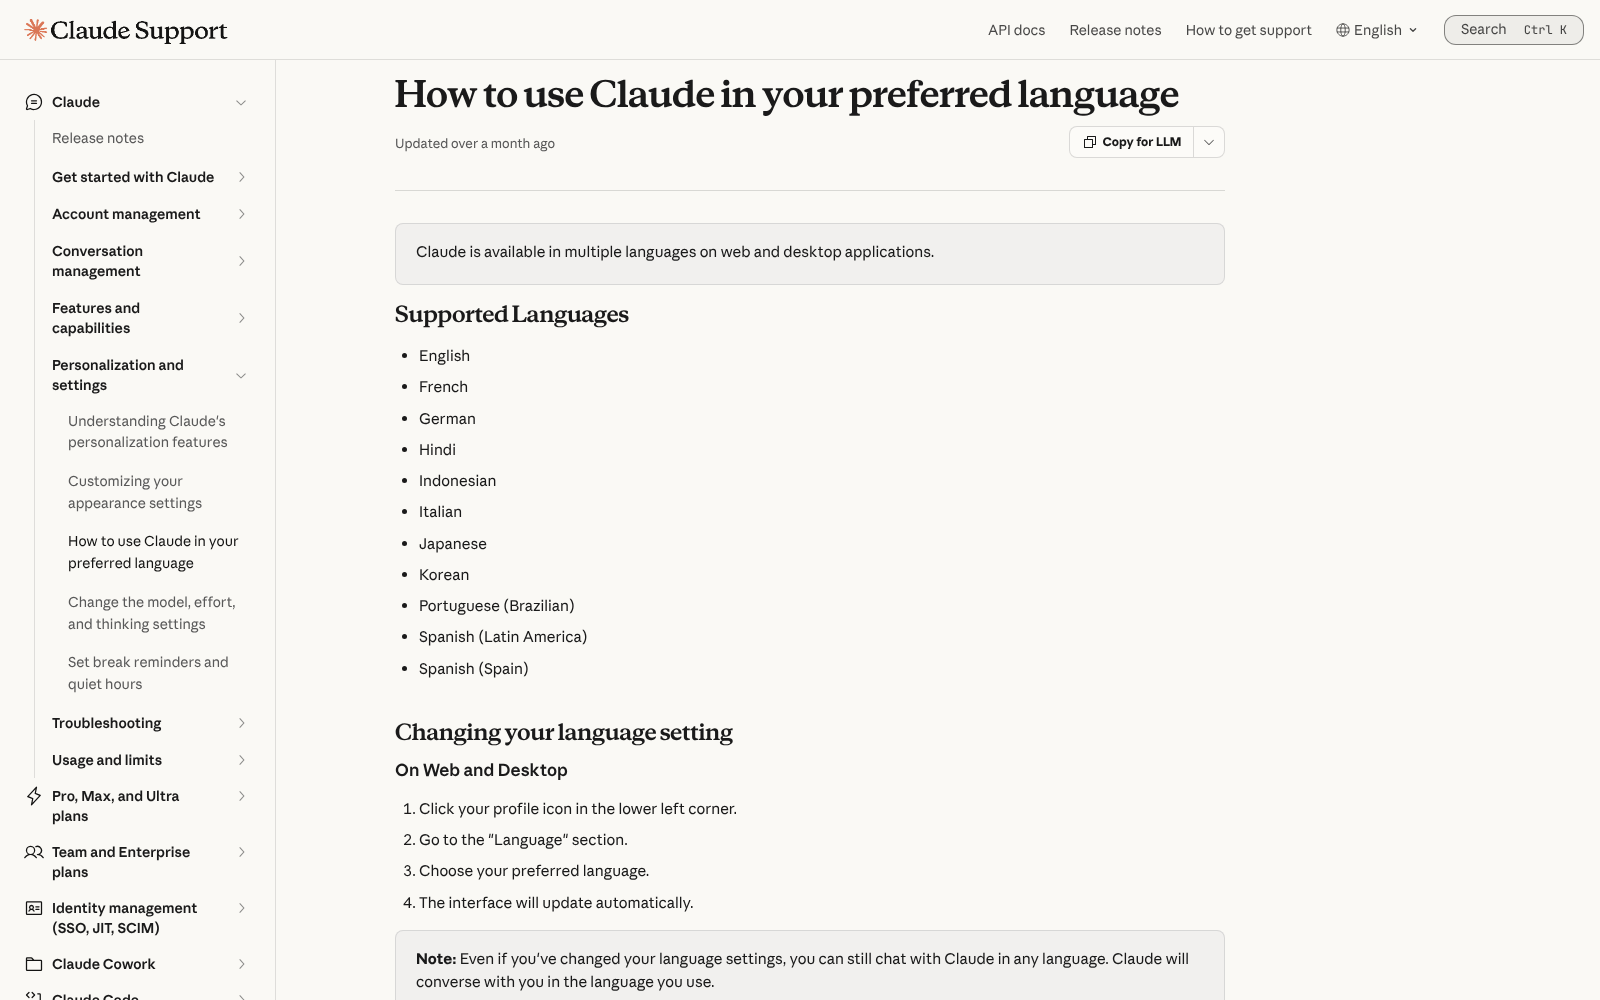 Claude Support
API docs
Release notes
How to get support
English
Search Ctrl K
Claude
Release notes
Get started with Claude
Account management
Conversation
management
Features and
capabilities
Personalization and
settings
Understanding Claude's
personalization features
Customizing your
appearance settings
How to use Claude in your
preferred language
Change the model, effort,
and thinking settings
Set break reminders and
quiet hours
Troubleshooting
Usage and limits
Pro, Max, and Ultra
plans
Team and Enterprise
plans
Identity management
(SSO, JIT, SCIM)
Claude Cowork
Claude Code
How to use Claude in your preferred language
Updated over a month ago
Copy for LLM
Claude is available in multiple languages on web and desktop applications.
Supported Languages
• English
• French
• German
• Hindi
• Indonesian
• Italian
• Japanese
• Korean
• Portuguese (Brazilian)
• Spanish (Latin America)
• Spanish (Spain)
Changing your language setting
On Web and Desktop
1. Click your profile icon in the lower left corner.
2. Go to the "Language" section.
3. Choose your preferred language.
4. The interface will update automatically.
Note: Even if you've changed your language settings, you can still chat with Claude in any language. Claude will
converse with you in the language you use.